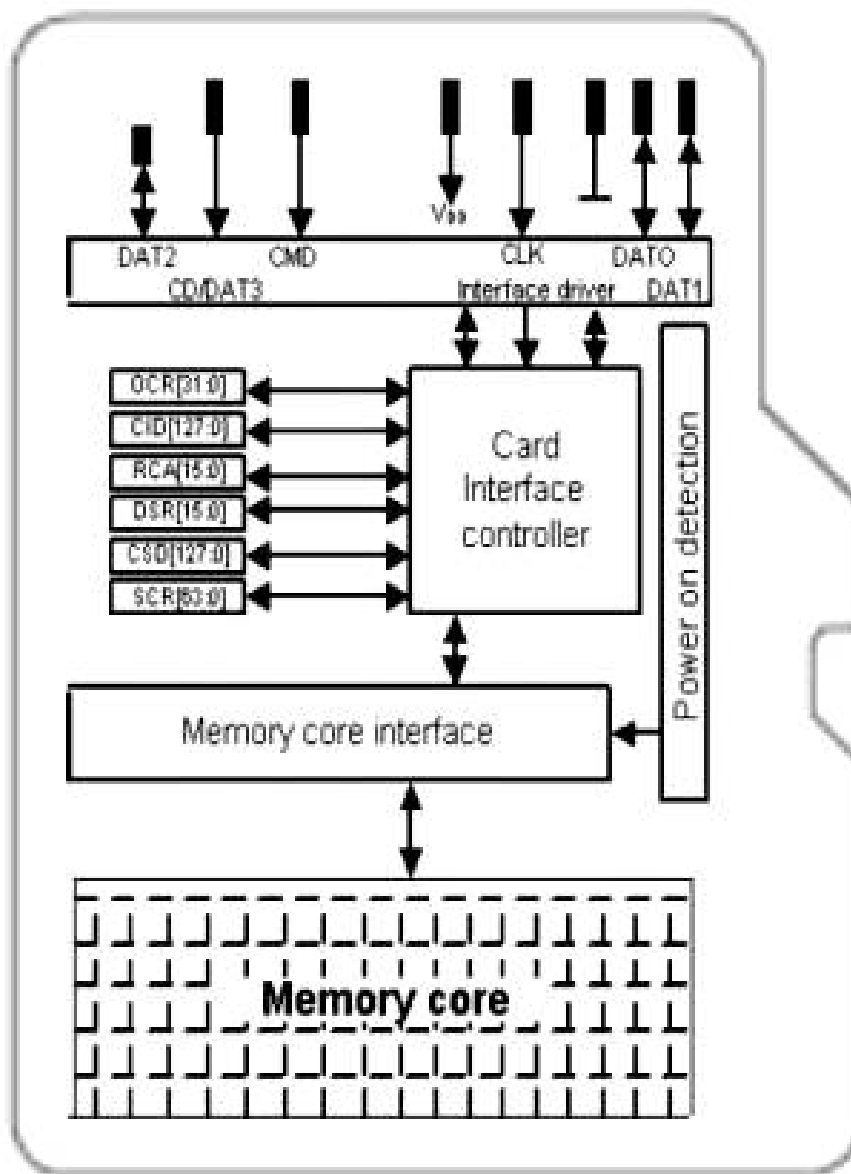 Vss
DAT2
CMD
CLK
DAT0
CD/DAT3
Interface driver
DAT1
OCR[31:0]
CID[127:0]
RCA[15:0]
DSR[15:0]
CSD[127:0]
SCR[63:0]
Card
Interface
controller
Power on detection
Memory core interface
Memory core